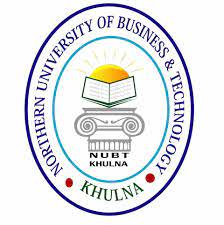 NORTHERN UNIVERSITY OF BUSINESS & TECHNOLOGY
NUBT
KHULNA
KHULNA